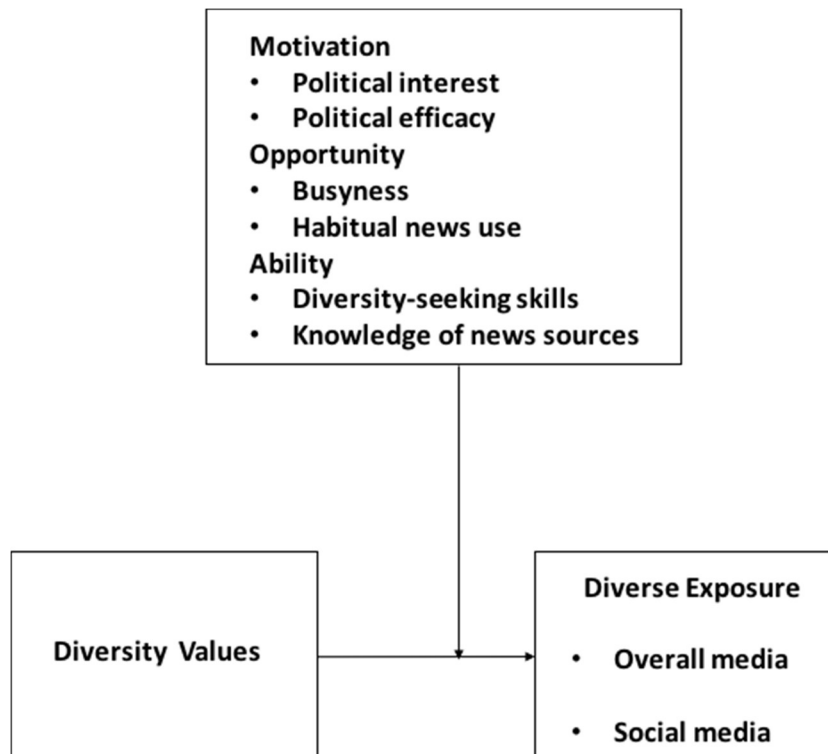 Motivation
• Political interest
• Political efficacy
Opportunity
• Busyness
• Habitual news use
Ability
• Diversity-seeking skills
• Knowledge of news sources
Diversity Values
Diverse Exposure
• Overall media
• Social media